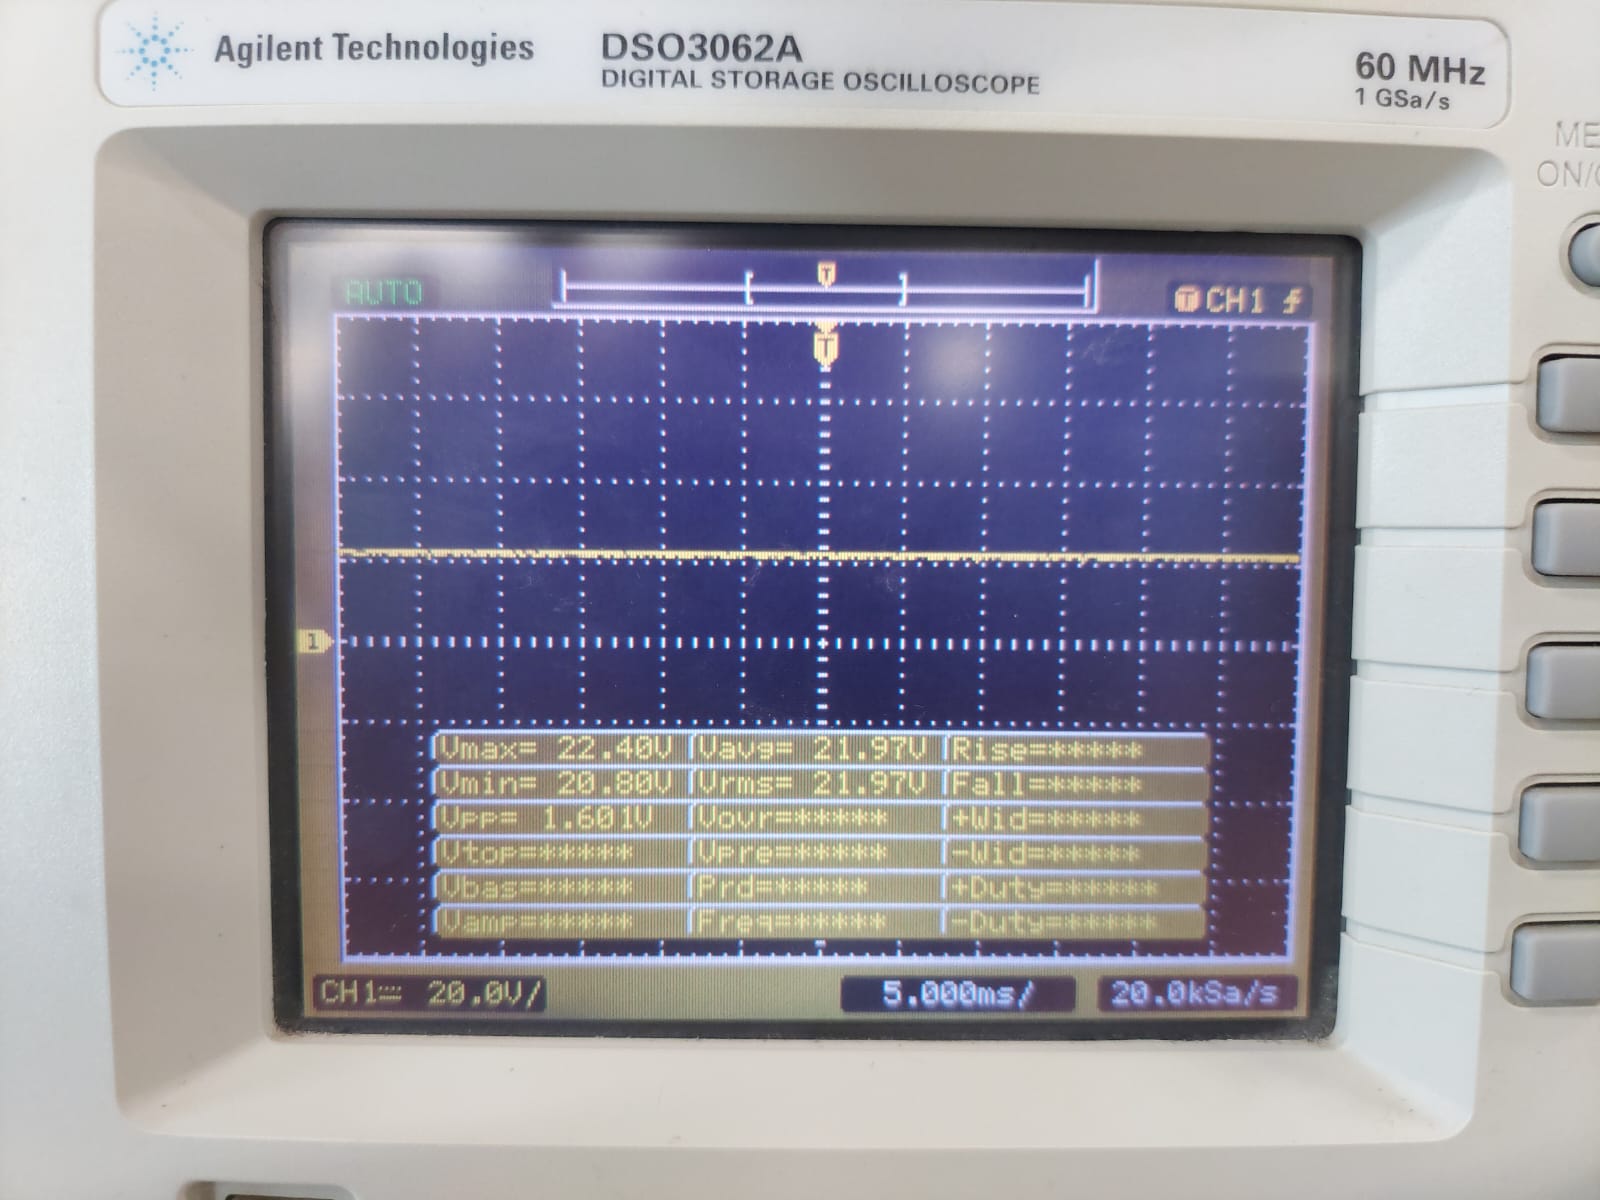 Agilent Technologies
DSO3062A
DIGITAL STORAGE OSCILLOSCOPE
60 MHz
1 GSa/s
ON/
AUTO
T
T CH1
T
1
Vmax= 22.40V Vavg= 21.97V Rise=*****
Vmin= 20.80V Vrms= 21.97V Fall=*****
Vpp= 1.601V Vovr=***** +Wid=*****
Vtop=***** Vpre=***** -Wid=*****
Vbas=***** Prd=***** +Duty=*****
Vamp=***** Freq=***** -Duty=*****
CH1 20.0V/ 5.000ms/ 20.0kSa/s